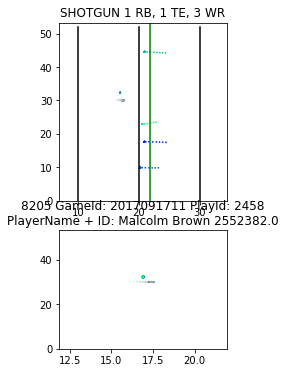 SHOTGUN 1 RB, 1 TE, 3 WR
50
40
30
20
10
0
10 20 30
8205 GameId: 2017091711 PlayId: 2458
PlayerName + ID: Malcolm Brown 2552382.0
40
20
0
12.5 15.0 17.5 20.0